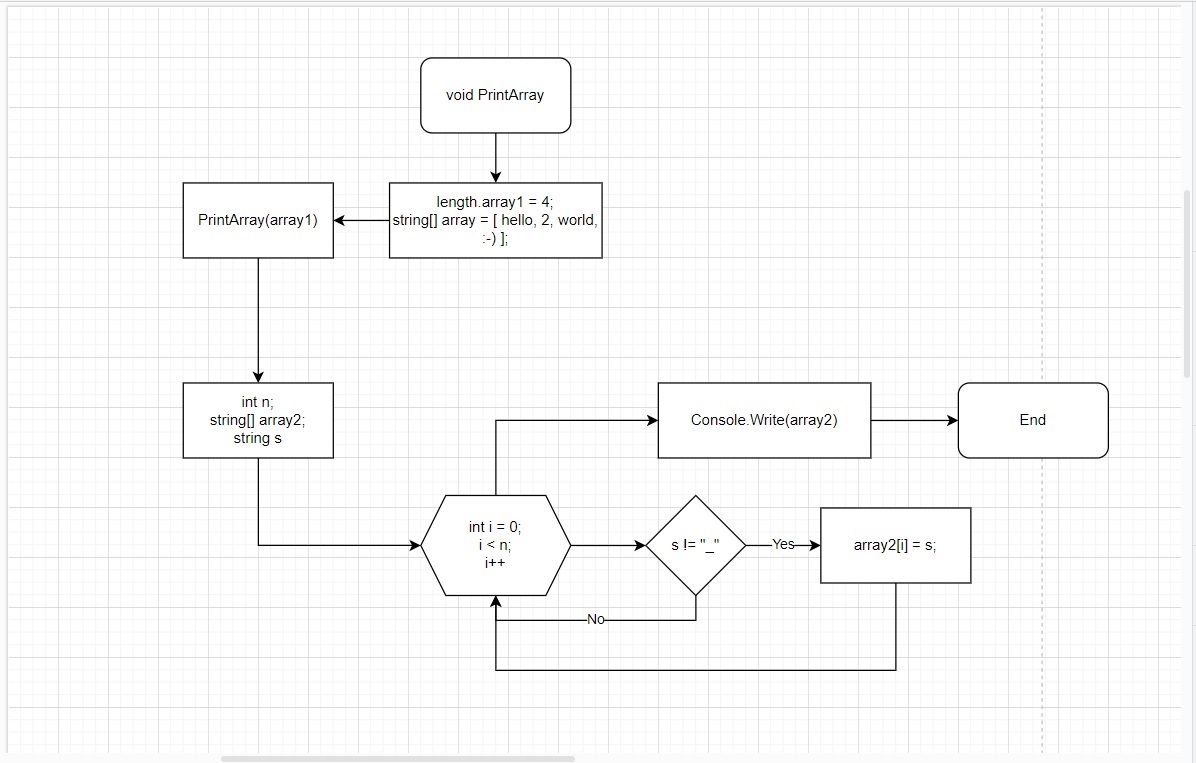 void PrintArray
length.array1 = 4;
string[] array = [ hello, 2, world,
:-) ];
PrintArray(array1)
int n;
string[] array2;
string s
int i = 0;
i < n;
i++
s != "_"
Yes
array2[i] = s;
No
Console.Write(array2)
End